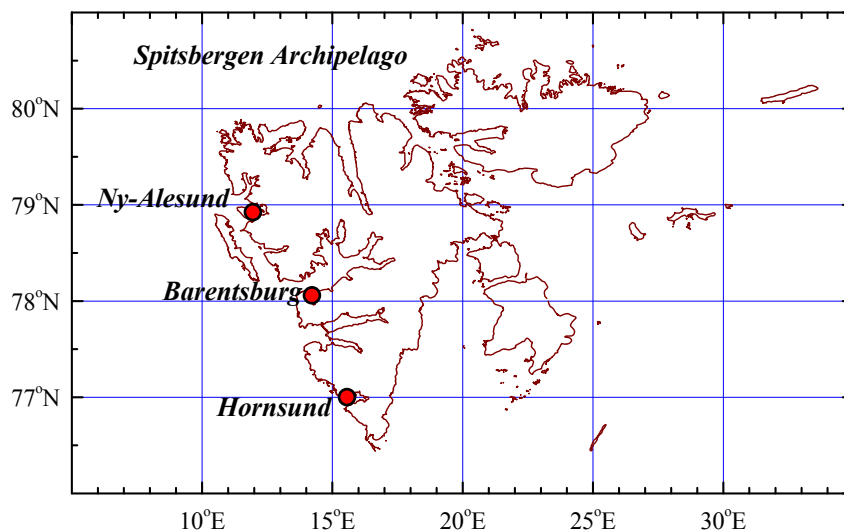 Spitsbergen Archipelago
80°N
Ny-Alesund
79°N
Barentsburg
78°N
77°N
Hornsund
10°E 15°E 20°E 25°E 30°E